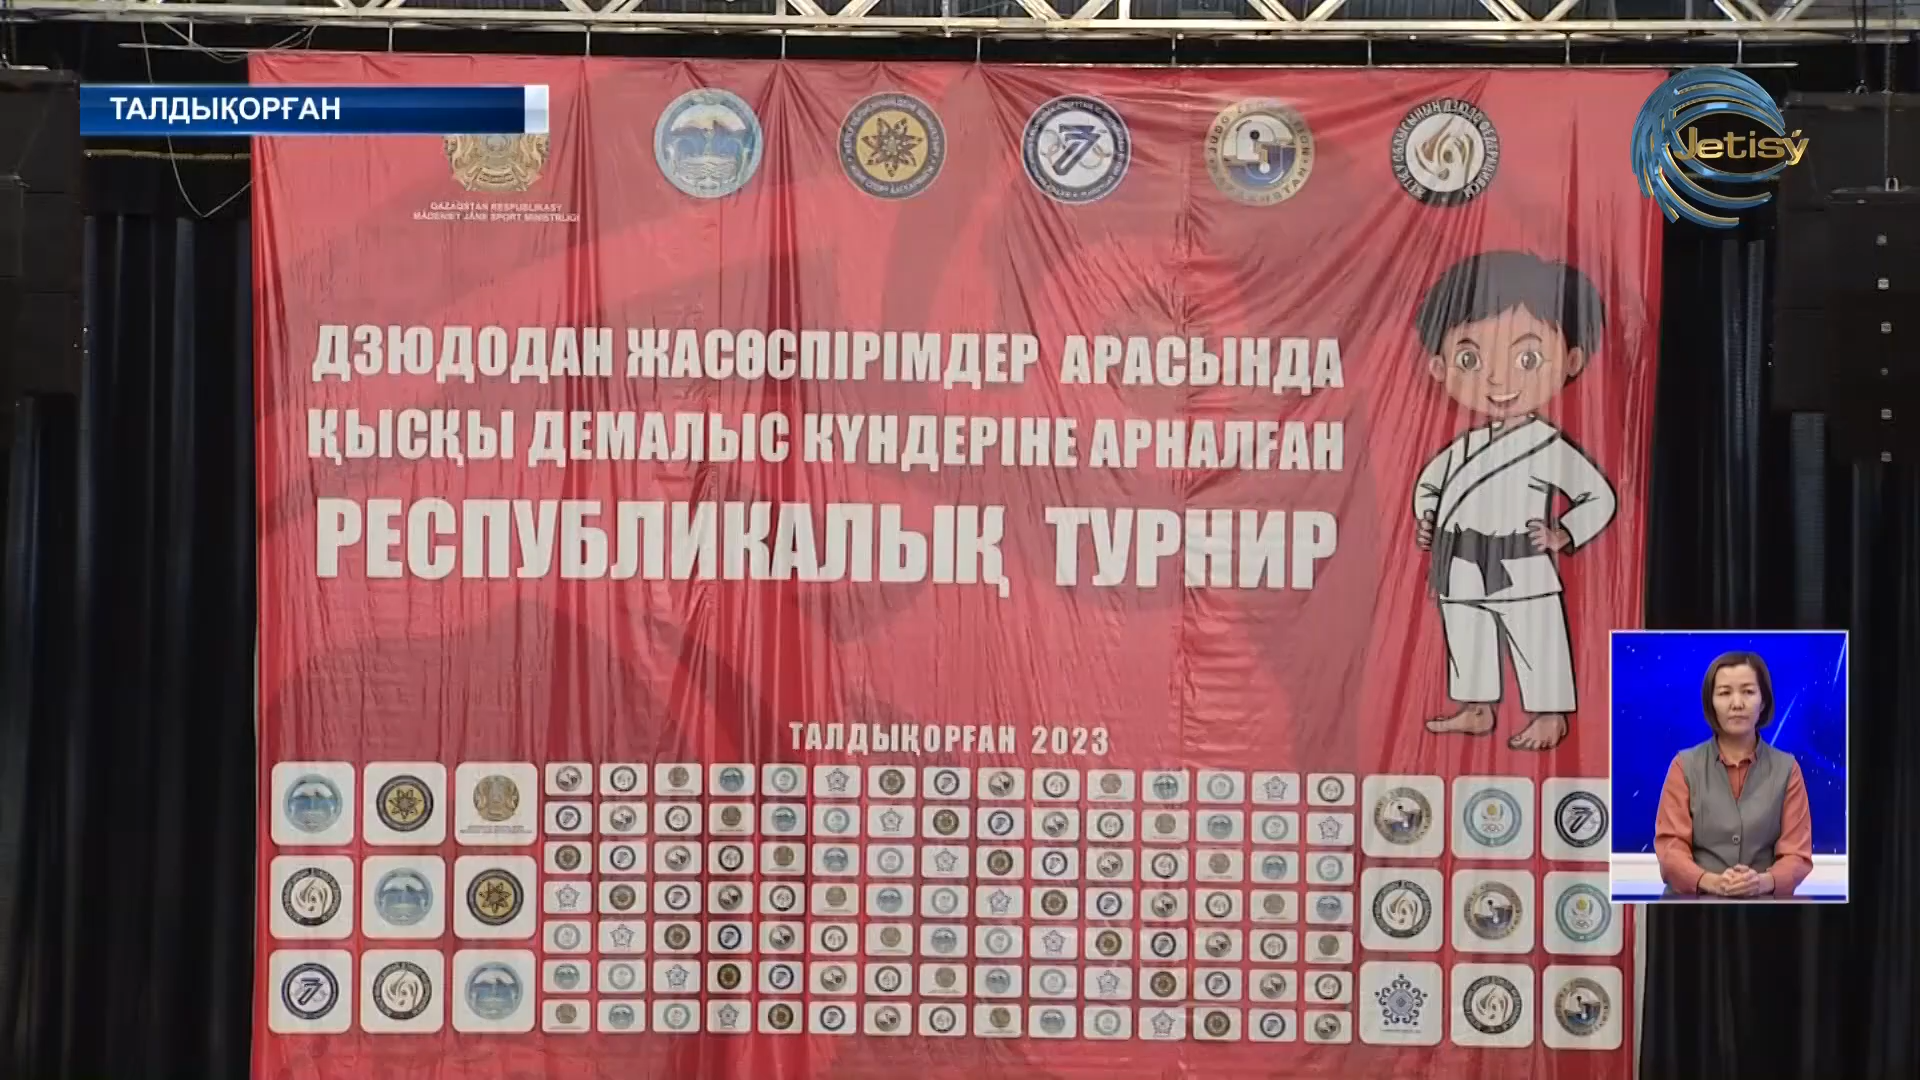 ТАЛДЫҚОРҒАН
Jetisý
QAZAQSTAN RESPUBLIKASY
MÁDENIET JÁNE SPORT MINISTRLIGI
ДЗЮДОДАН ЖАСӨСПІРІМДЕР АРАСЫНДА
ҚЫСҚЫ ДЕМАЛЫС КҮНДЕРІНЕ АРНАЛҒАН
РЕСПУБЛИКАЛЫҚ ТУРНИР
ТАЛДЫҚОРҒАН 2023